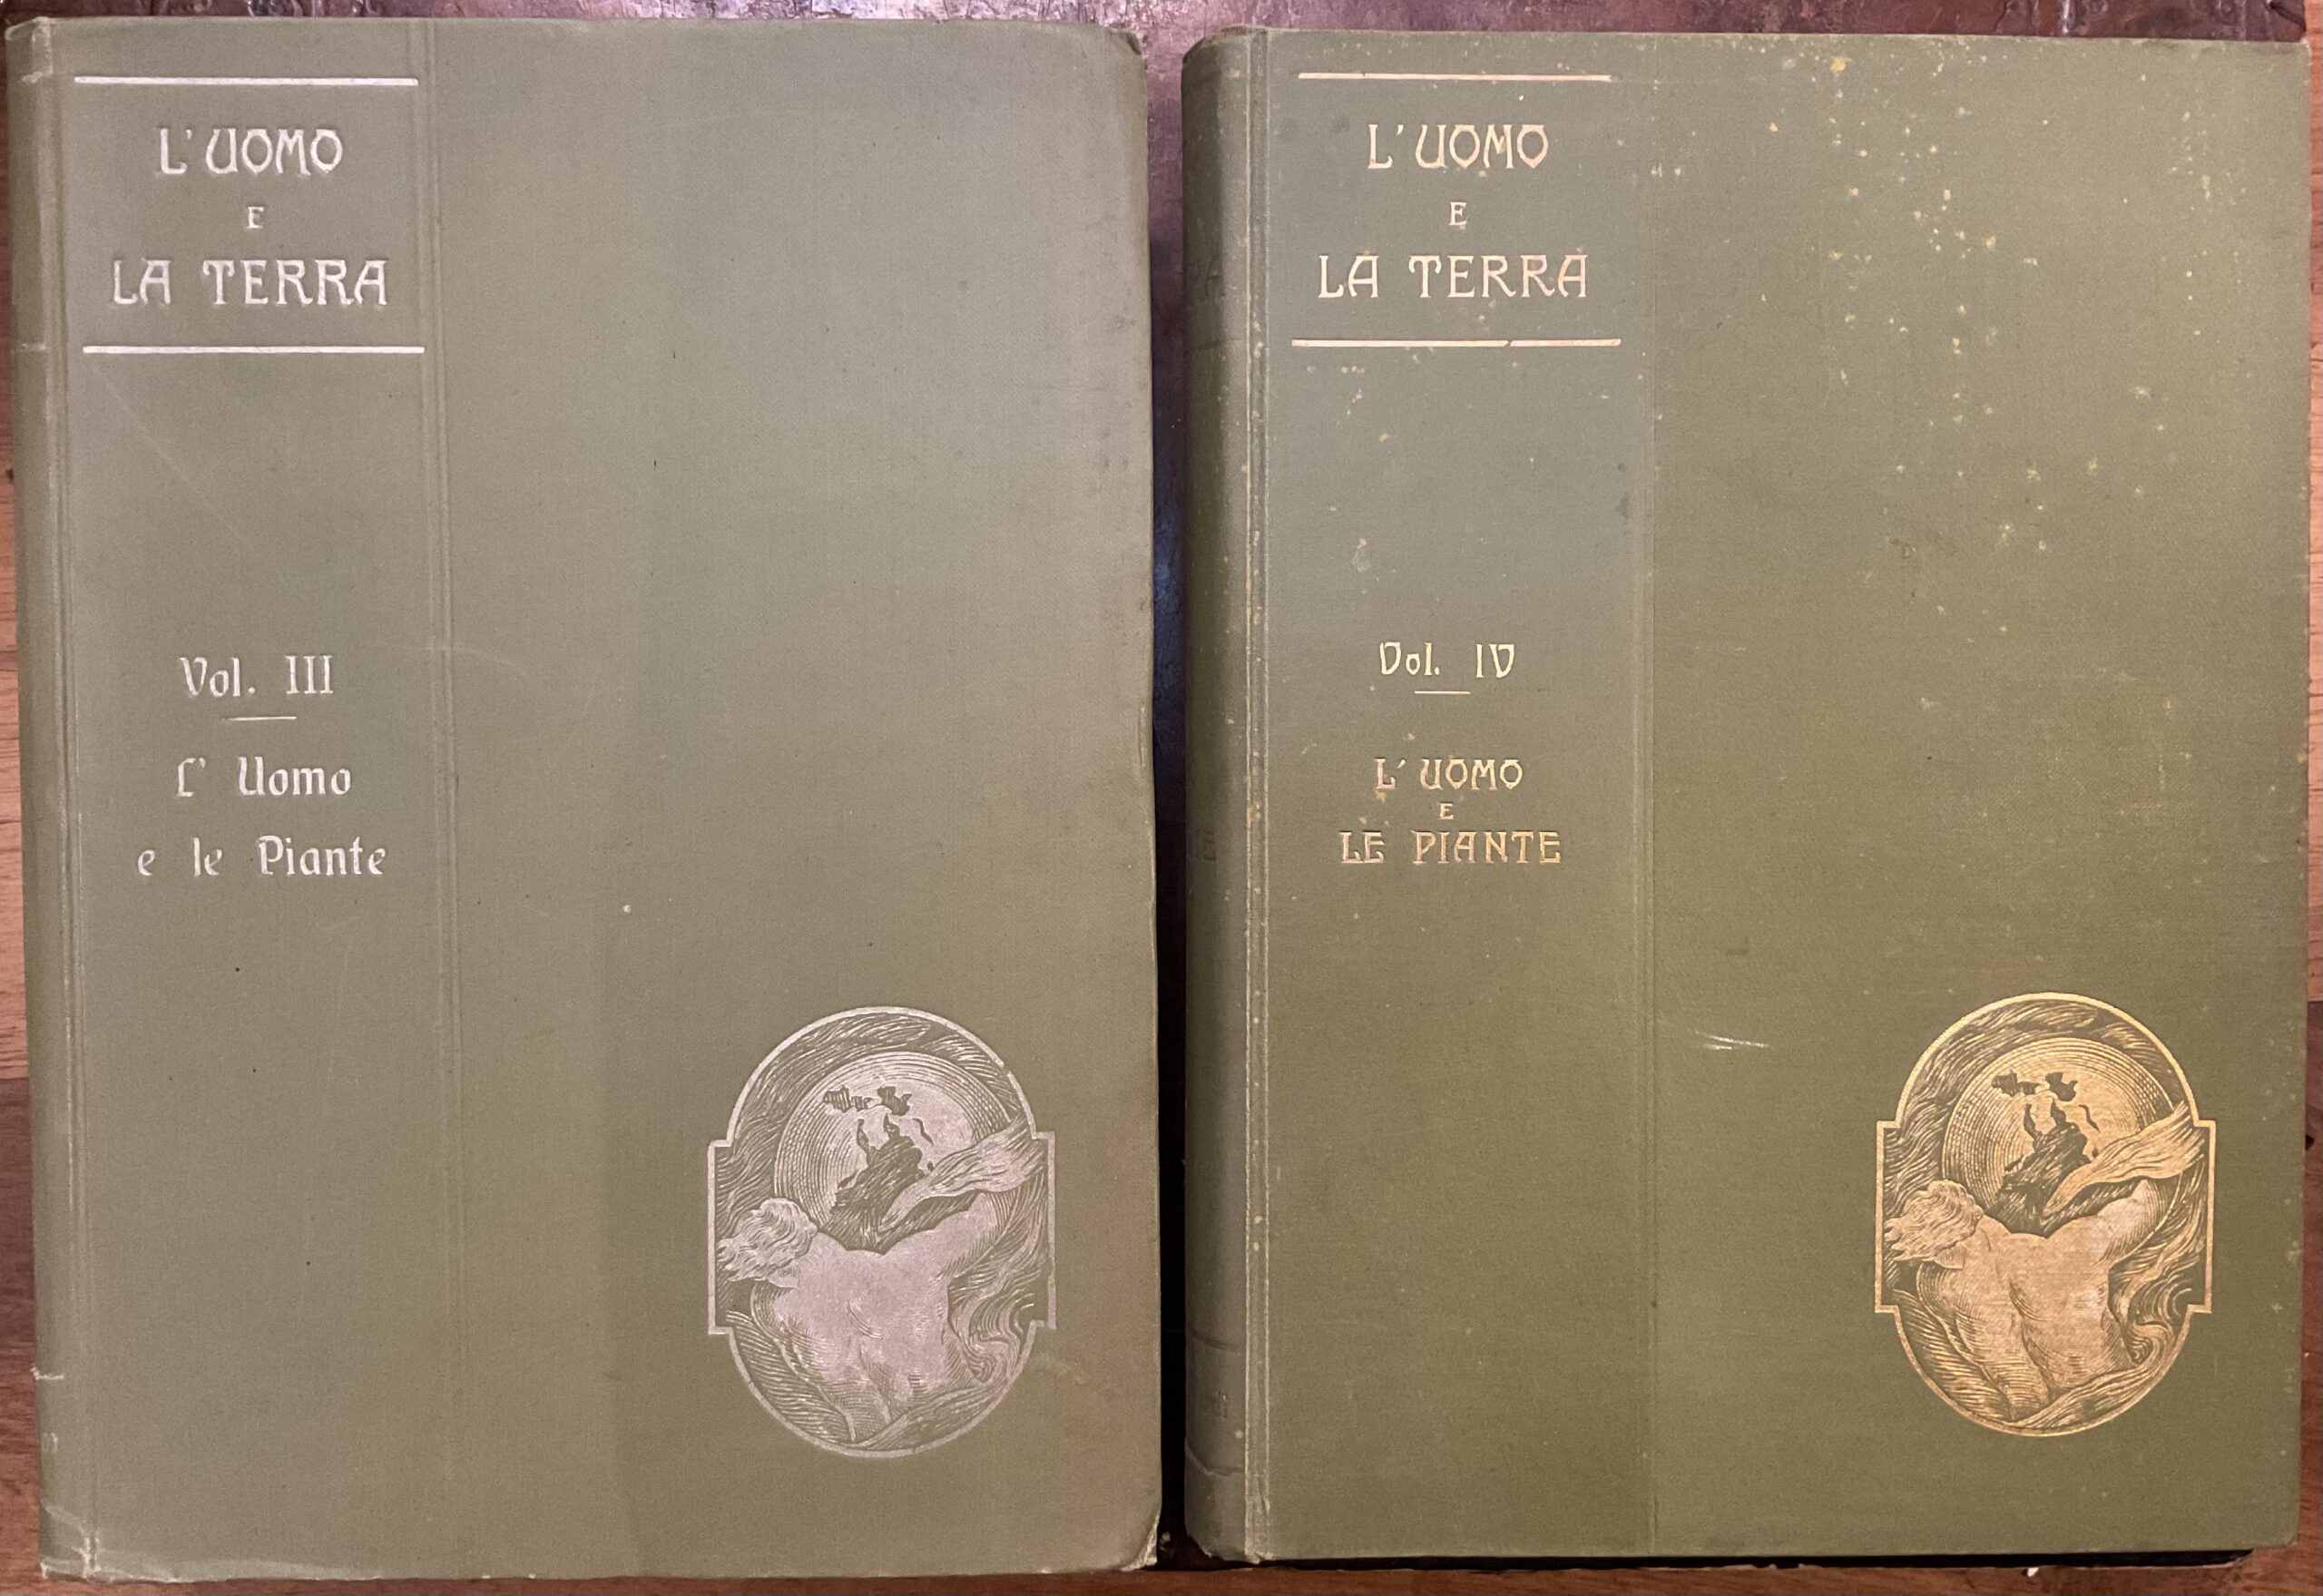 L'UOMO
E
LA TERRA
Vol. III
L' Uomo
e le Piante
L'UOMO
E
LA TERRA
Vol. IV
L'UOMO
E
LE PIANTE